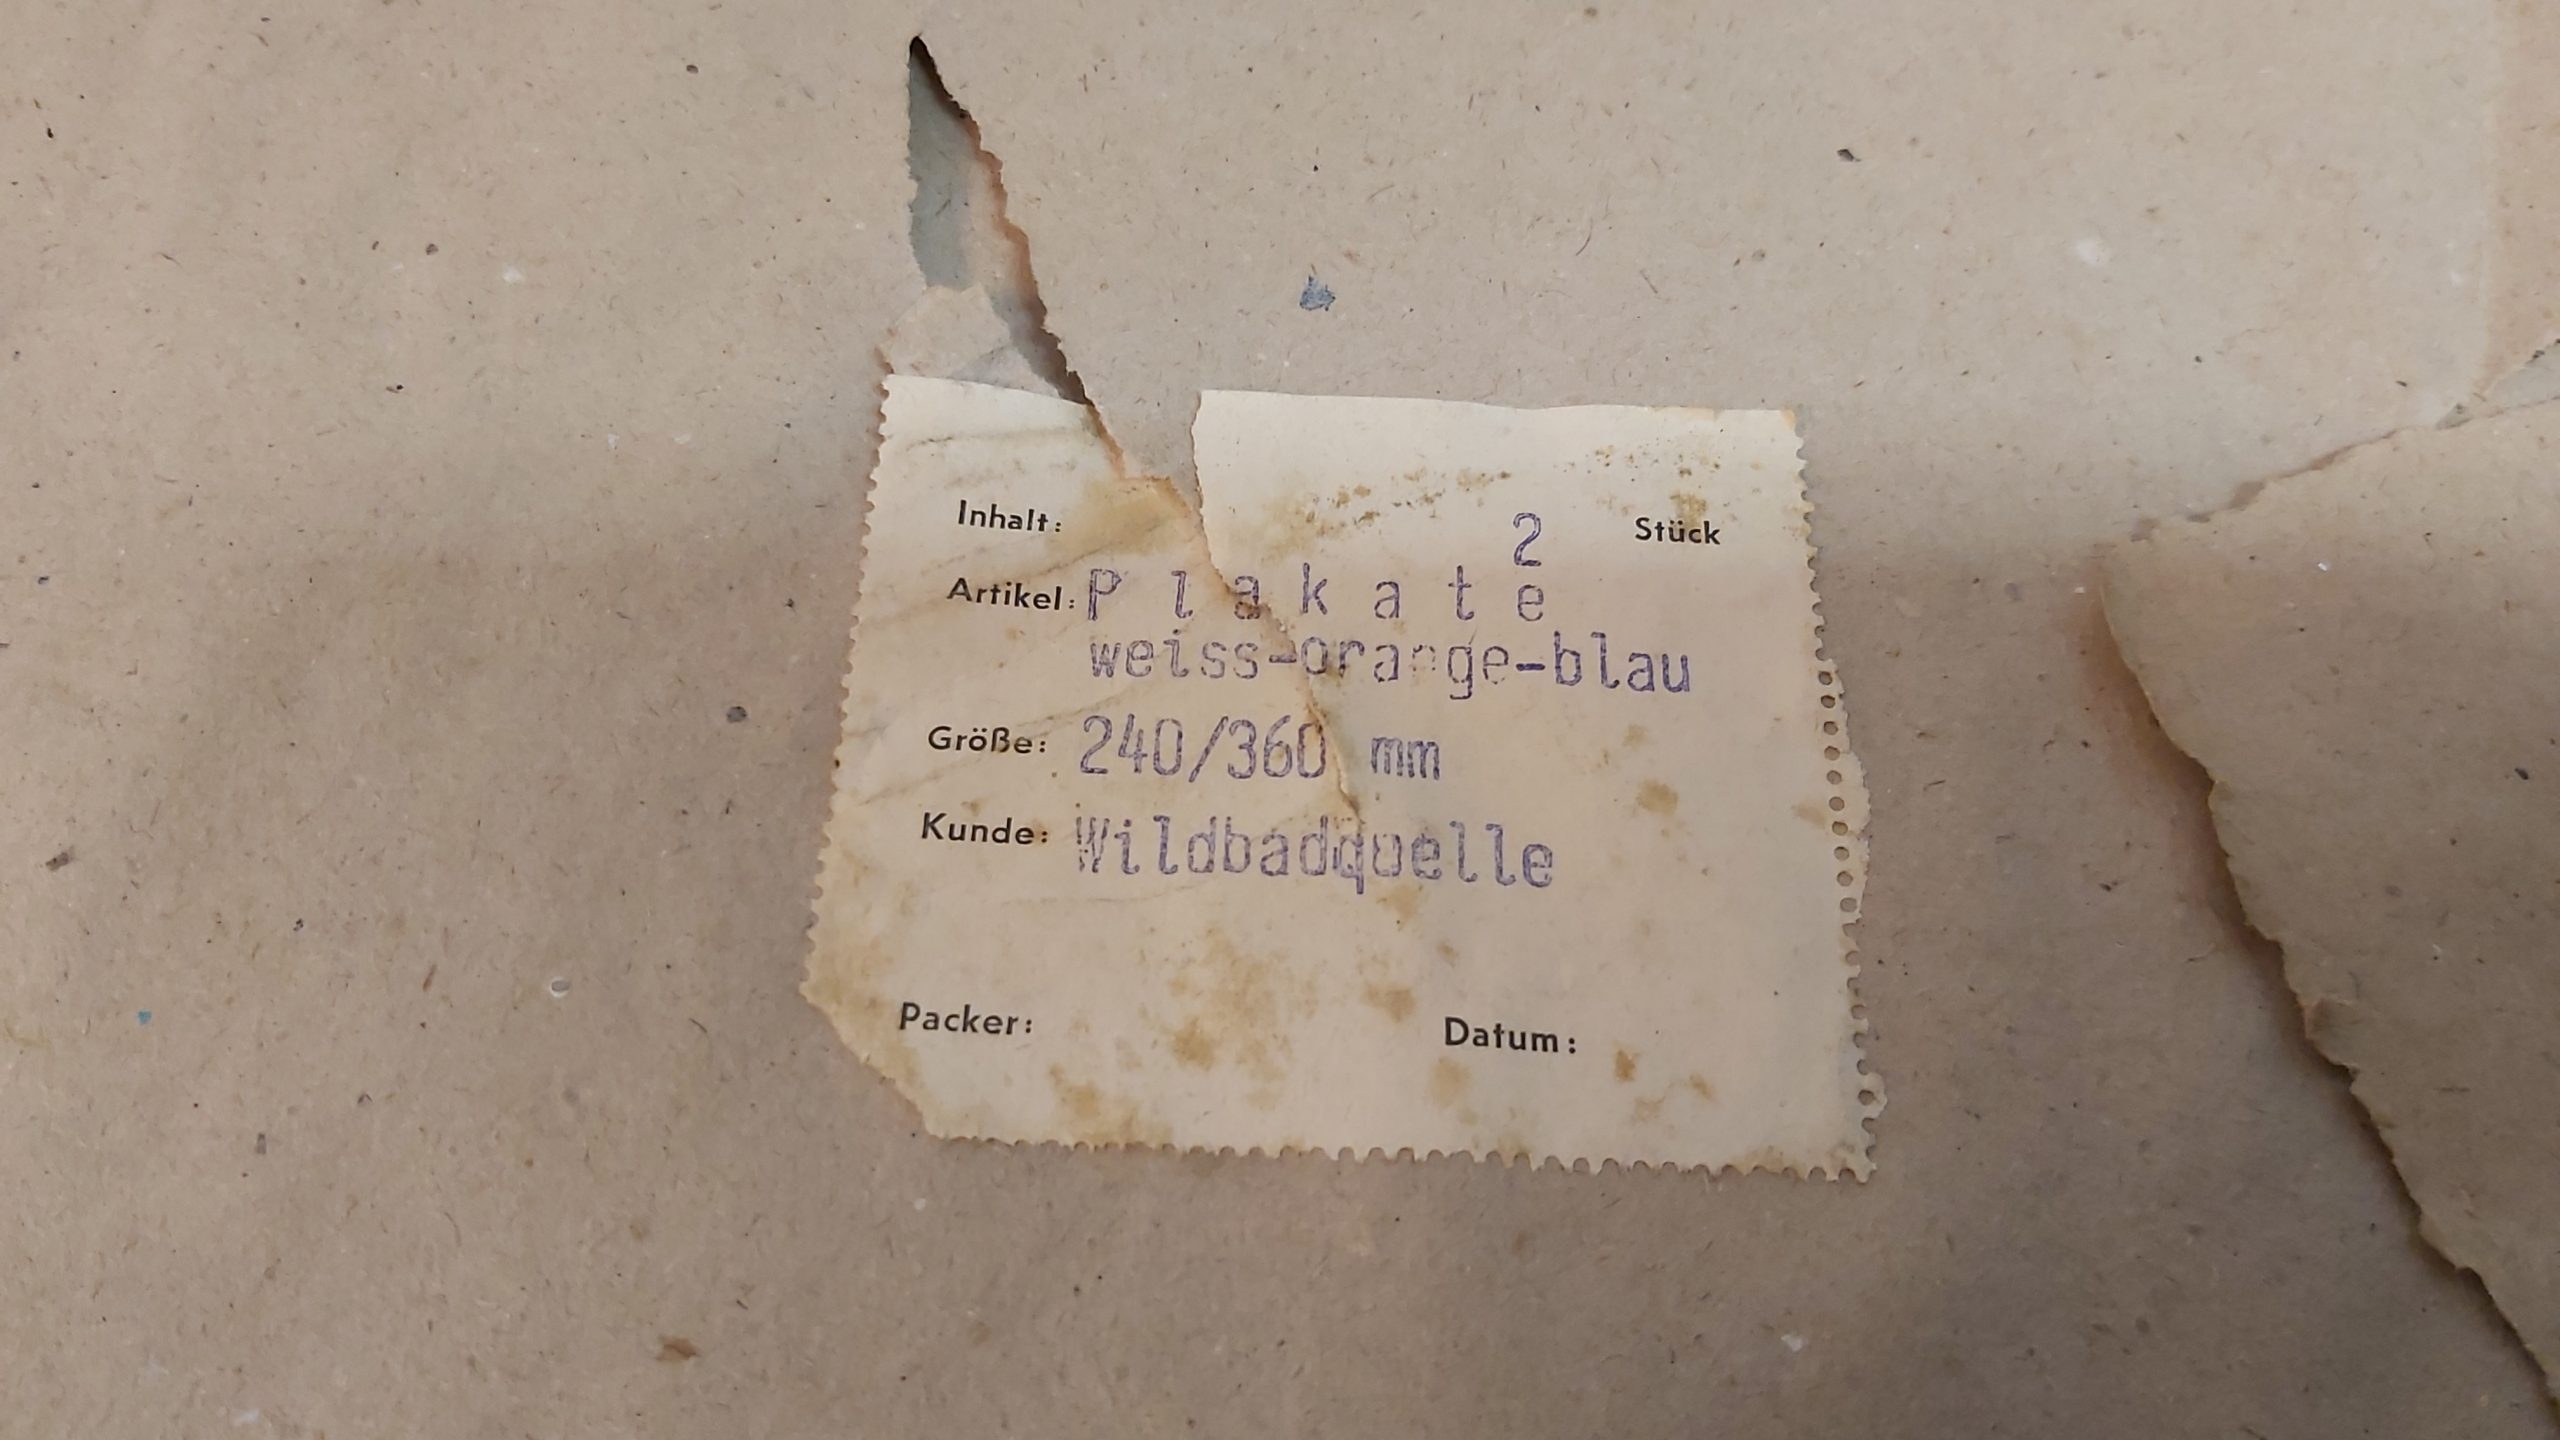 Inhalt: 2 Stück
Artikel: P l a k a t e
weiss-orange-blau
Größe: 240/360 mm
Kunde: Wildbadquelle
Packer: Datum: